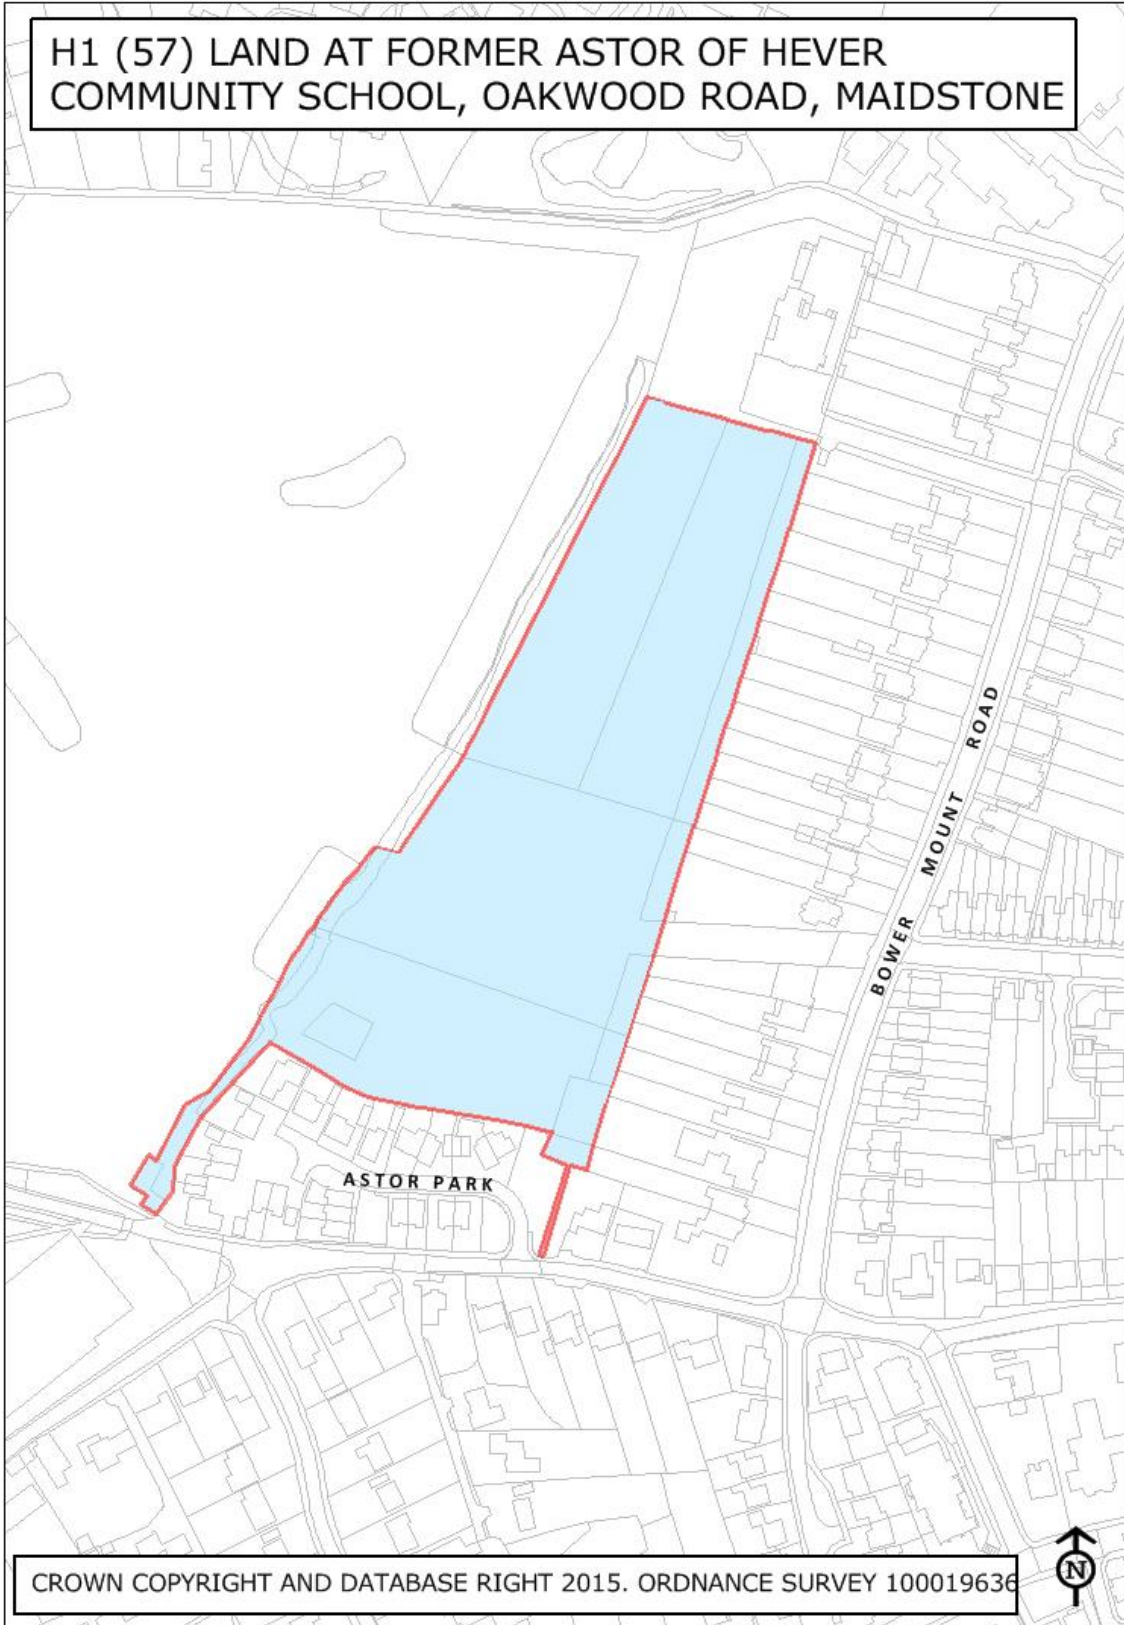 H1 (57) LAND AT FORMER ASTOR OF HEVER
COMMUNITY SCHOOL, OAKWOOD ROAD, MAIDSTONE
BOWER MOUNT ROAD
ASTOR PARK
CROWN COPYRIGHT AND DATABASE RIGHT 2015. ORDNANCE SURVEY 100019636
N